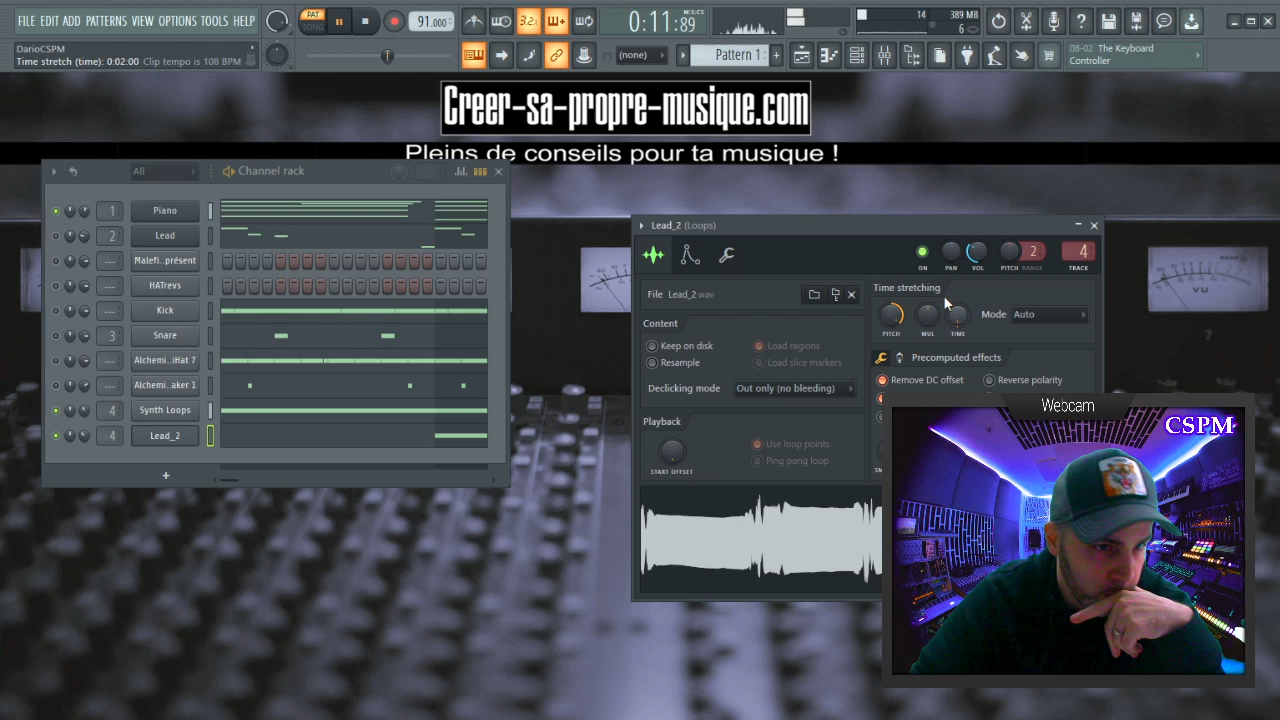 FILE EDIT ADD PATTERNS VIEW OPTIONS TOOLS HELP
PAT
SONG
91.000
3.2.
0:11:89
M:S:CS
14
389 MB
6
DarioCSPM
Time stretch (time): 0:02:00 Clip tempo is 108 BPM
(none)
Pattern 1
08-02 The Keyboard
Controller
Creer-sa-propre-musique.com
Pleins de conseils pour ta musique !
All
Channel rack
1 Piano
2 Lead
--- Malefi..présent
--- HATrevs
--- Kick
3 Snare
--- Alchemi..iHat 7
--- Alchemi..aker 1
4 Synth Loops
4 Lead_2
+
Lead_2 (Loops)
ON PAN VOL PITCH RANGE TRACK
2
4
File Lead_2.wav
Content
Keep on disk
Load regions
Resample
Load slice markers
Declicking mode
Out only (no bleeding)
Playback
START OFFSET
Use loop points
Ping pong loop
Time stretching
PITCH MUL TIME
Mode Auto
Precomputed effects
Remove DC offset
Reverse polarity
Webcam
CSPM
VU